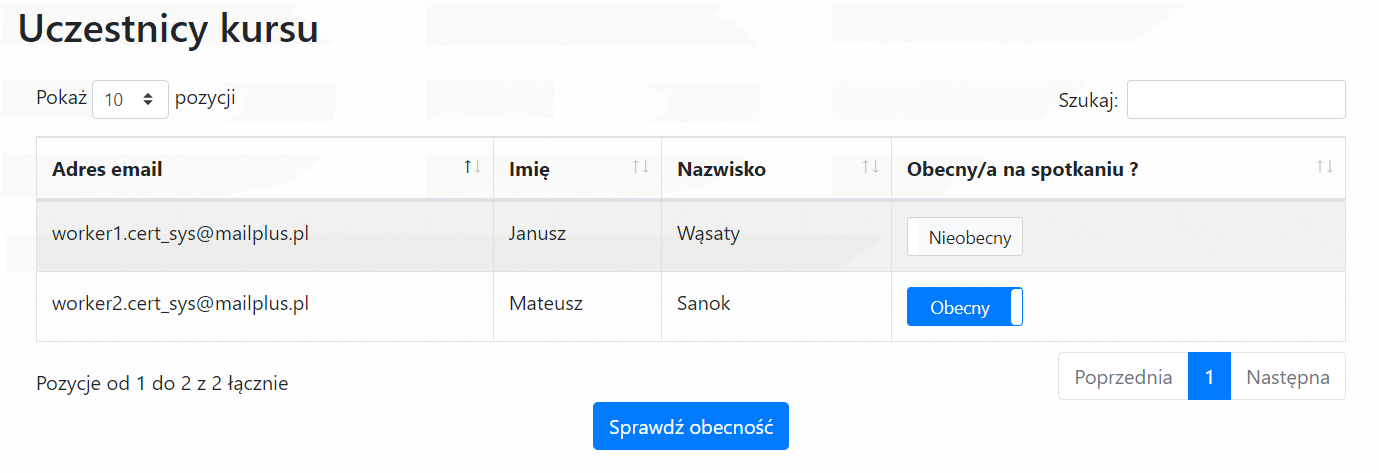 Uczestnicy kursu
Pokaż 10 pozycji Szukaj:
Adres email Imię Nazwisko Obecny/a na spotkaniu ?
worker1.cert_sys@mailplus.pl Janusz Wąsaty Nieobecny
worker2.cert_sys@mailplus.pl Mateusz Sanok Obecny
Pozycje od 1 do 2 z 2 łącznie Poprzednia 1 Następna
Sprawdź obecność